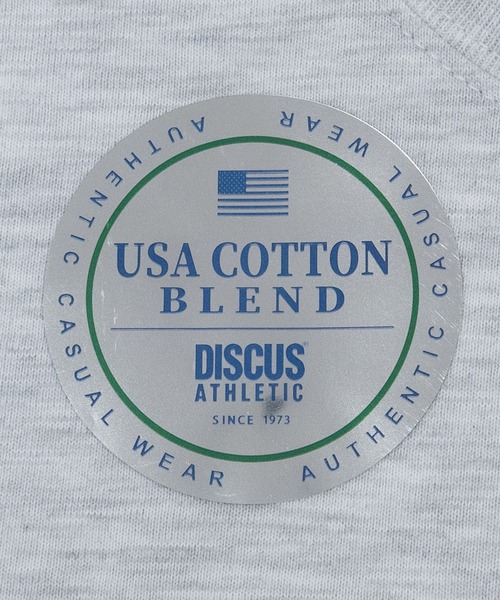 AUTHENTIC CASUAL WEAR
AUTHENTIC CASUAL WEAR
USA COTTON
BLEND
DISCUS
ATHLETIC
SINCE 1973